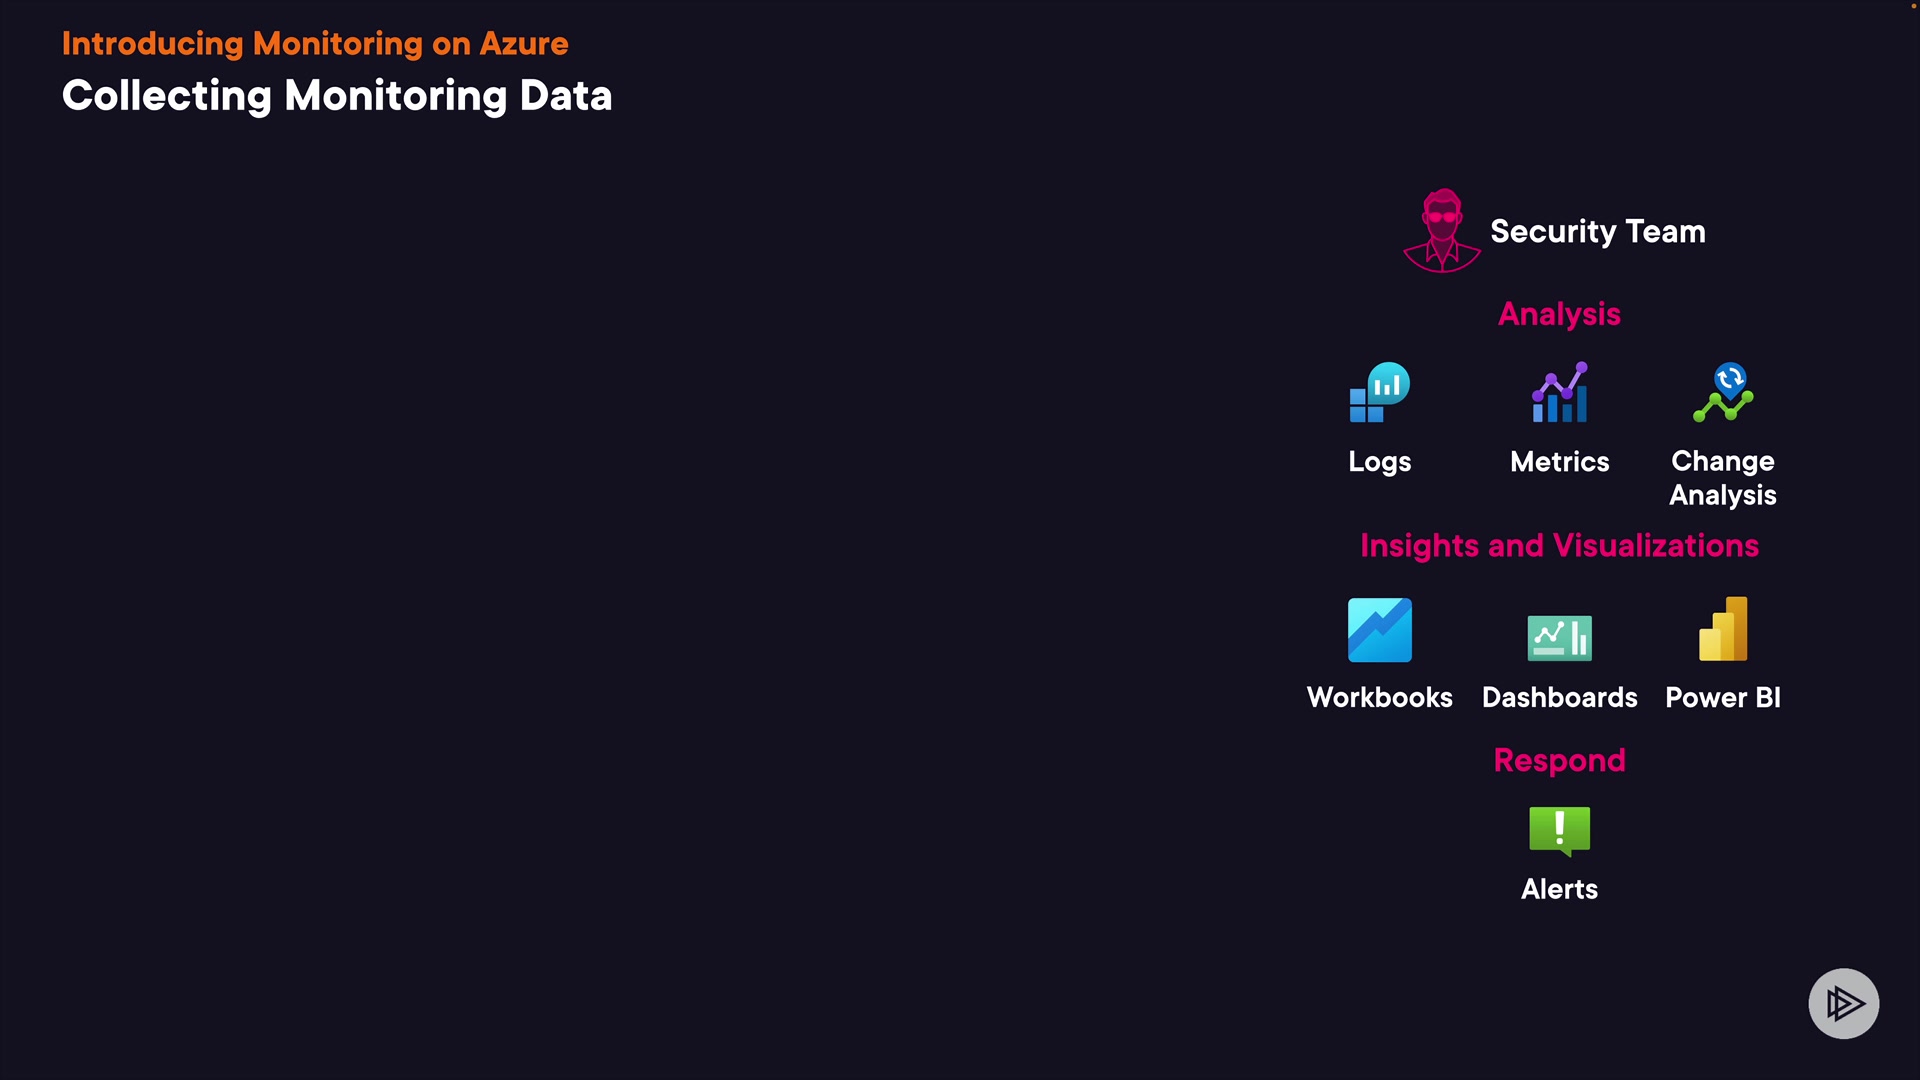 Introducing Monitoring on Azure
Collecting Monitoring Data
Security Team
Analysis
Logs
Metrics
Change
Analysis
Insights and Visualizations
Workbooks
Dashboards
Power BI
Respond
Alerts